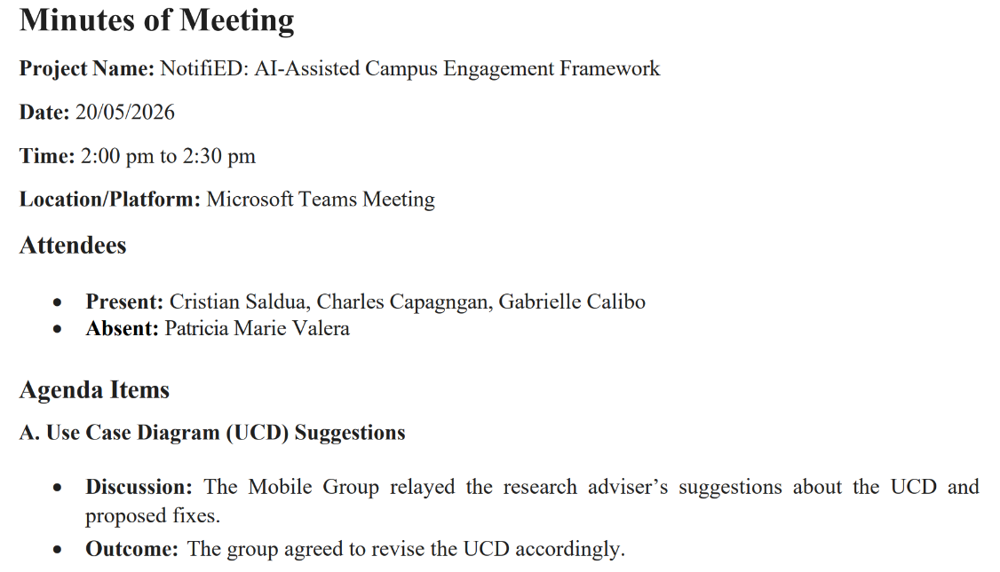 Minutes of Meeting
Project Name: NotifiED: AI-Assisted Campus Engagement Framework
Date: 20/05/2026
Time: 2:00 pm to 2:30 pm
Location/Platform: Microsoft Teams Meeting
Attendees
• Present: Cristian Saldua, Charles Capagngan, Gabrielle Calibo
• Absent: Patricia Marie Valera
Agenda Items
A. Use Case Diagram (UCD) Suggestions
• Discussion: The Mobile Group relayed the research adviser’s suggestions about the UCD and
proposed fixes.
• Outcome: The group agreed to revise the UCD accordingly.